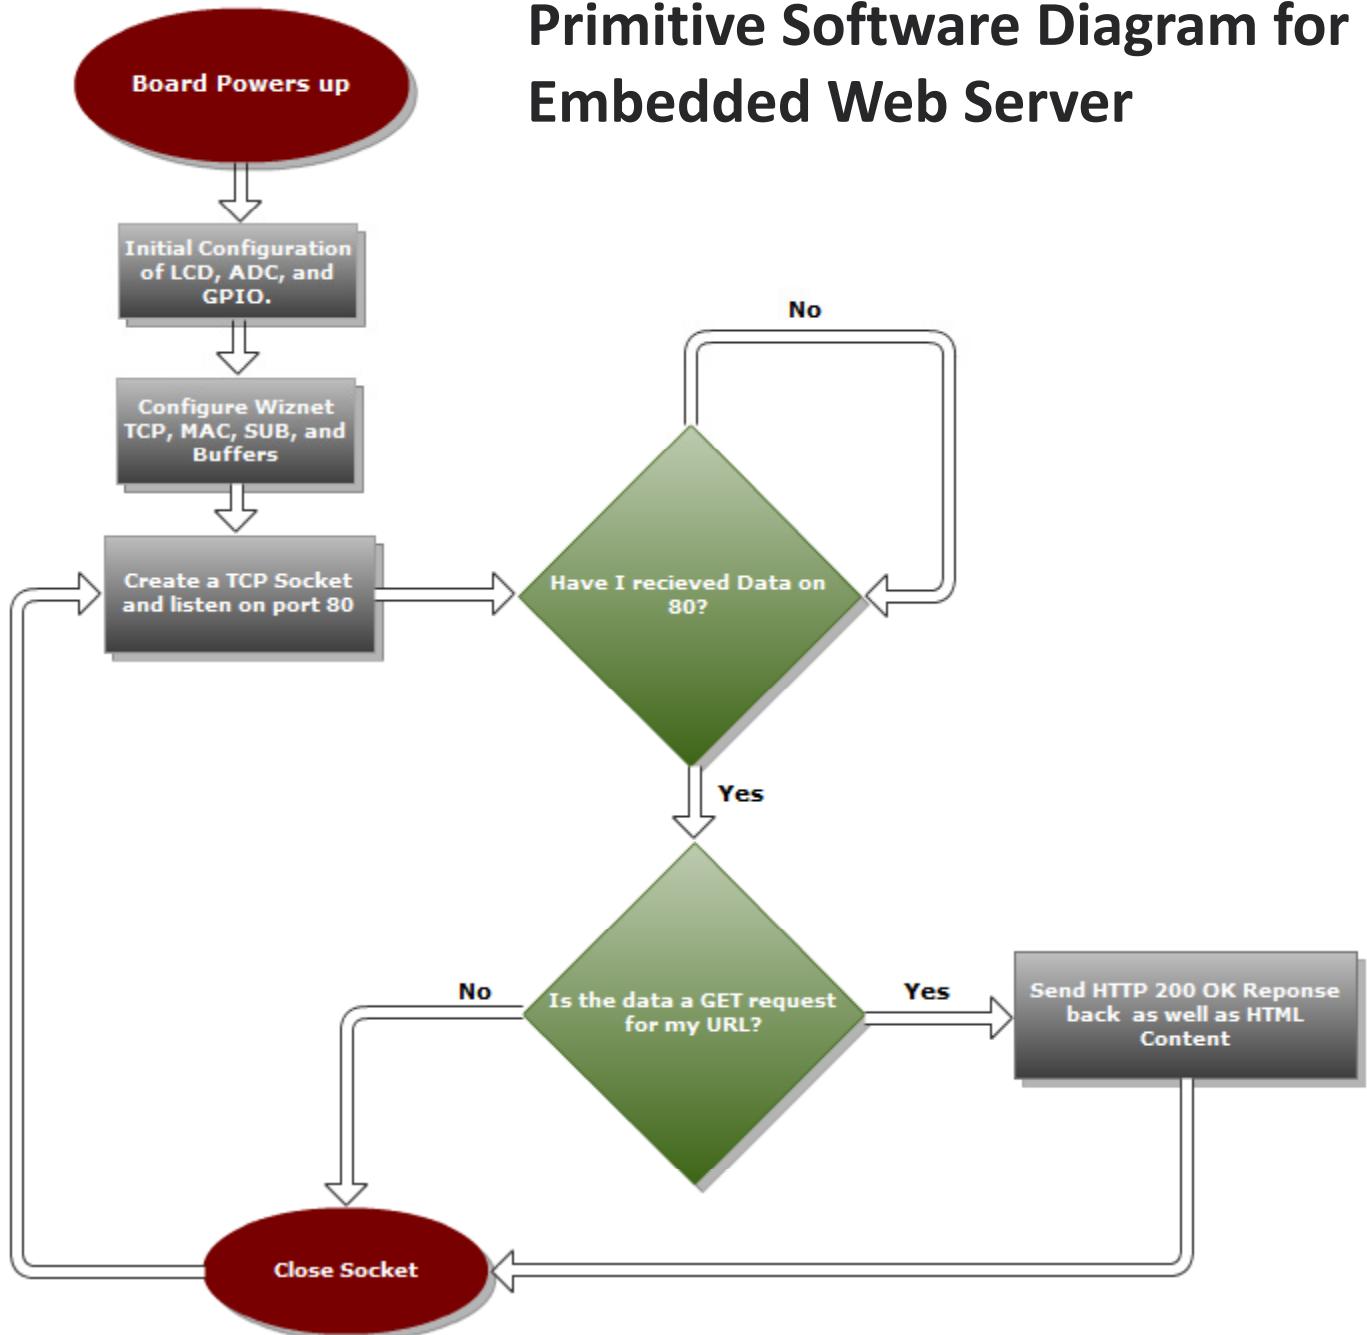 Primitive Software Diagram for
Embedded Web Server
Board Powers up
Initial Configuration
of LCD, ADC, and
GPIO.
Configure Wiznet
TCP, MAC, SUB, and
Buffers
Create a TCP Socket
and listen on port 80
No
Have I recieved Data on
80?
Yes
Is the data a GET request
for my URL?
No
Yes
Send HTTP 200 OK Reponse
back as well as HTML
Content
Close Socket